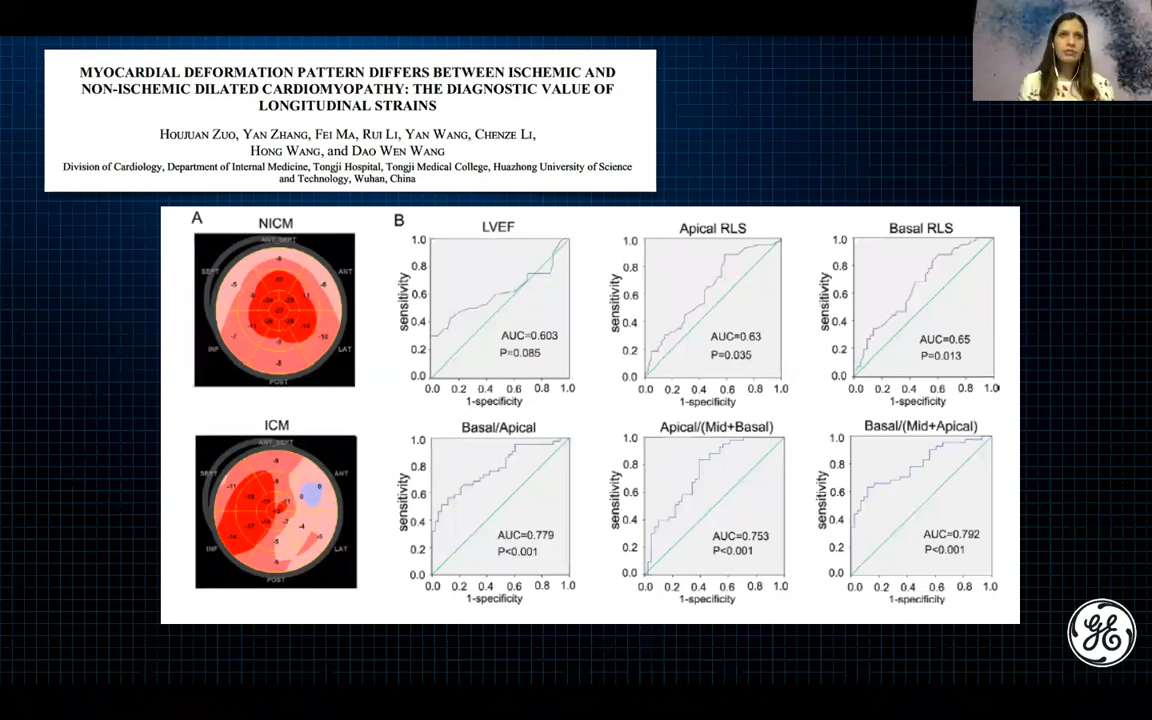 MYOCARDIAL DEFORMATION PATTERN DIFFERS BETWEEN ISCHEMIC AND
NON-ISCHEMIC DILATED CARDIOMYOPATHY: THE DIAGNOSTIC VALUE OF
LONGITUDINAL STRAINS
HOUJUAN ZUO, YAN ZHANG, FEI MA, RUI LI, YAN WANG, CHENZE LI,
HONG WANG, and DAO WEN WANG
Division of Cardiology, Department of Internal Medicine, Tongji Hospital, Tongji Medical College, Huazhong University of Science
and Technology, Wuhan, China
A
NICM
ANT_SEPT
SEPT
ANT
-5
-7
-10
INF
LAT
POST
B
LVEF
1.0
0.8
0.6
0.4
0.2
0.0
sensitivity
AUC=0.603
P=0.085
0.0 0.2 0.4 0.6 0.8 1.0
1-specificity
Apical RLS
1.0
0.8
0.6
0.4
0.2
0.0
sensitivity
AUC=0.63
P=0.035
0.0 0.2 0.4 0.6 0.8 1.0
1-specificity
Basal RLS
1.0
0.8
0.6
0.4
0.2
0.0
sensitivity
AUC=0.65
P=0.013
0.0 0.2 0.4 0.6 0.8 1.0
1-specificity
ICM
ANT_SEPT
SEPT
ANT
-11
0
0
-17
-4
-14
INF
LAT
POST
Basal/Apical
1.0
0.8
0.6
0.4
0.2
0.0
sensitivity
AUC=0.779
P<0.001
0.0 0.2 0.4 0.6 0.8 1.0
1-specificity
Apical/(Mid+Basal)
1.0
0.8
0.6
0.4
0.2
0.0
sensitivity
AUC=0.753
P<0.001
0.0 0.2 0.4 0.6 0.8 1.0
1-specificity
Basal/(Mid+Apical)
1.0
0.8
0.6
0.4
0.2
0.0
sensitivity
AUC=0.792
P<0.001
0.0 0.2 0.4 0.6 0.8 1.0
1-specificity
GE